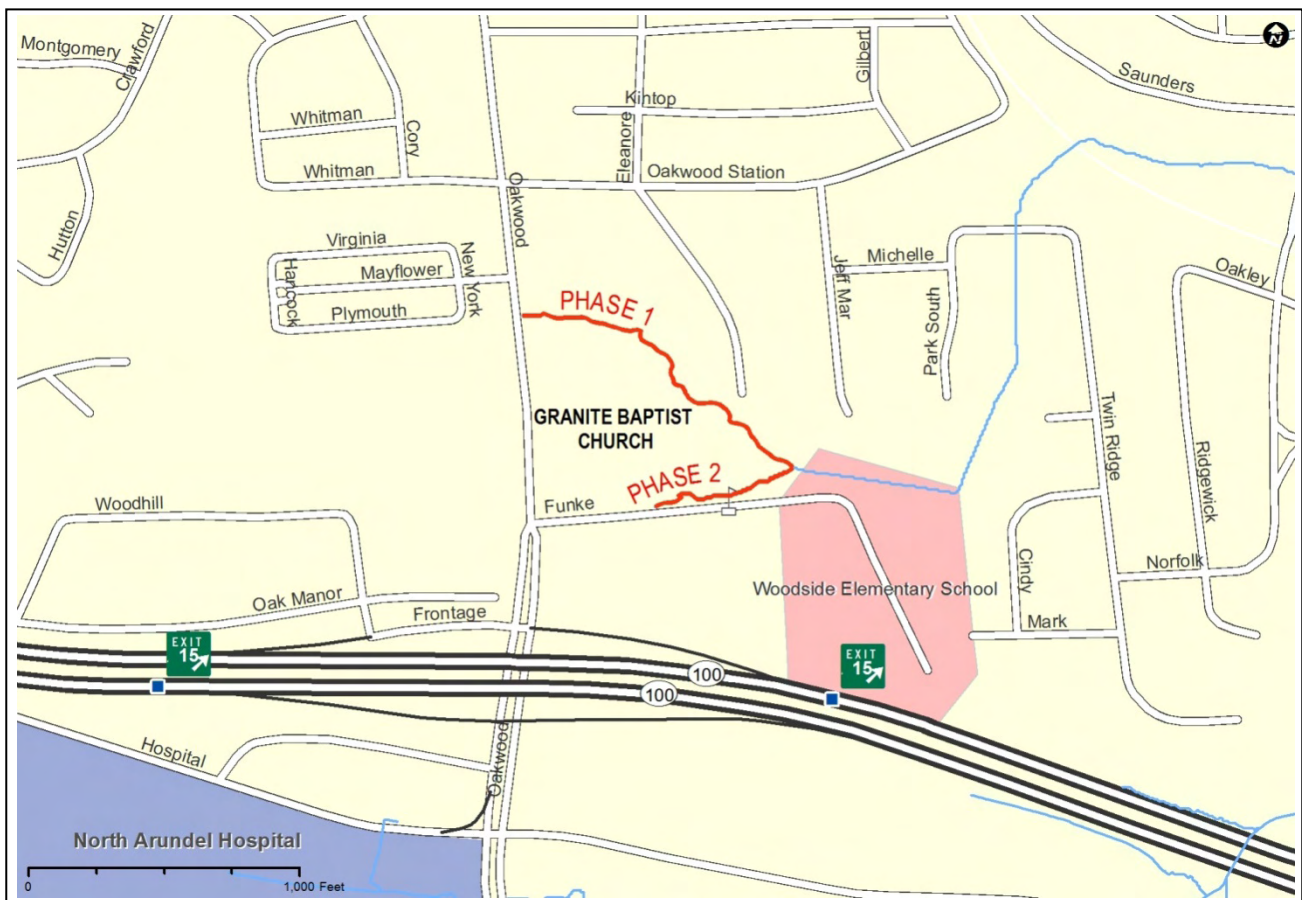 Montgomery
Crawford
Hutton
Whitman
Whitman
Cory
Oakwood
Eleanore
Kintop
Gilbert
Oakwood Station
Saunders
N
Virginia
Mayflower
Plymouth
Hancock
New York
Michelle
Jeff Mar
Park South
Oakley
Twin Ridge
Ridgewick
PHASE 1
GRANITE BAPTIST
CHURCH
PHASE 2
Funke
Woodhill
Oak Manor
Frontage
Woodside Elementary School
Cindy
Norfolk
Mark
EXIT
15
EXIT
15
100
100
Hospital
Oakwood
North Arundel Hospital
0
1,000 Feet